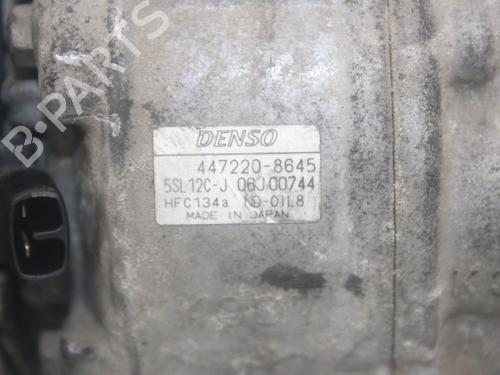 B-PARTS
DENSO
447220-8645
5SL12C-J 06J00744
HFC134a ND-OIL8
MADE IN JAPAN